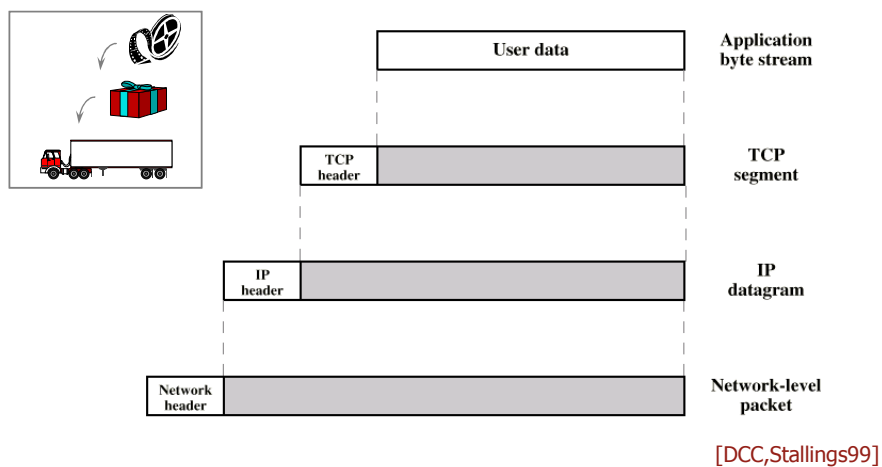 User data
Application
byte stream
TCP
header
TCP
segment
IP
header
IP
datagram
Network
header
Network-level
packet
[DCC,Stallings99]